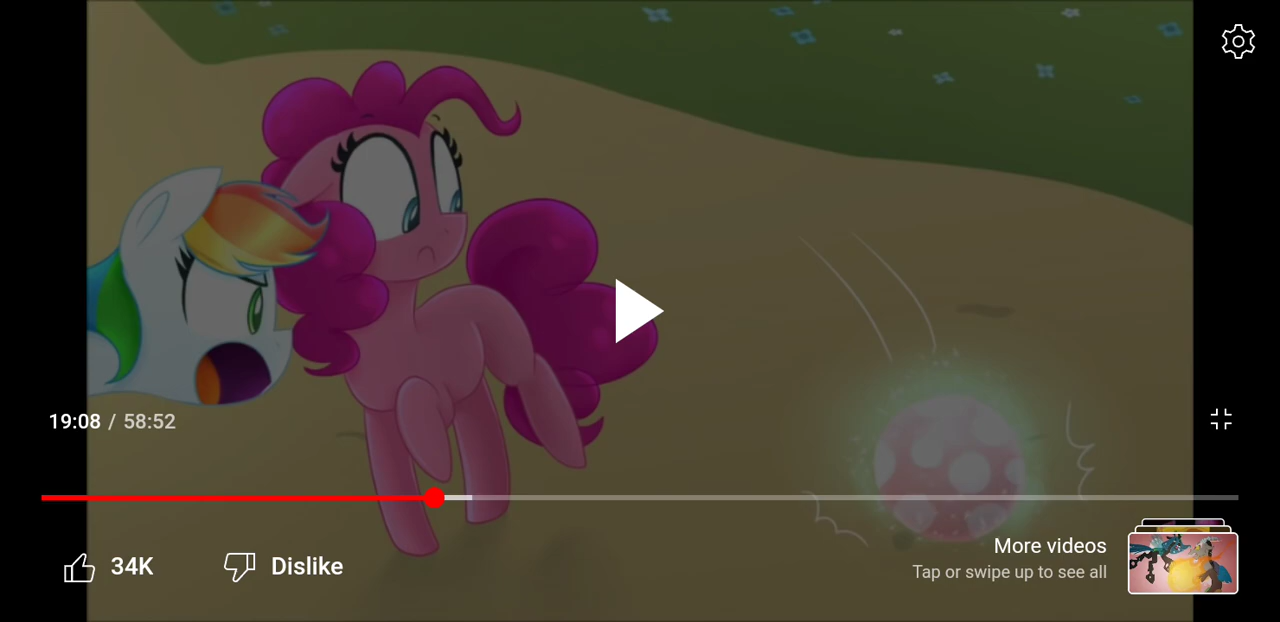 19:08 / 58:52
34K
Dislike
More videos
Tap or swipe up to see all